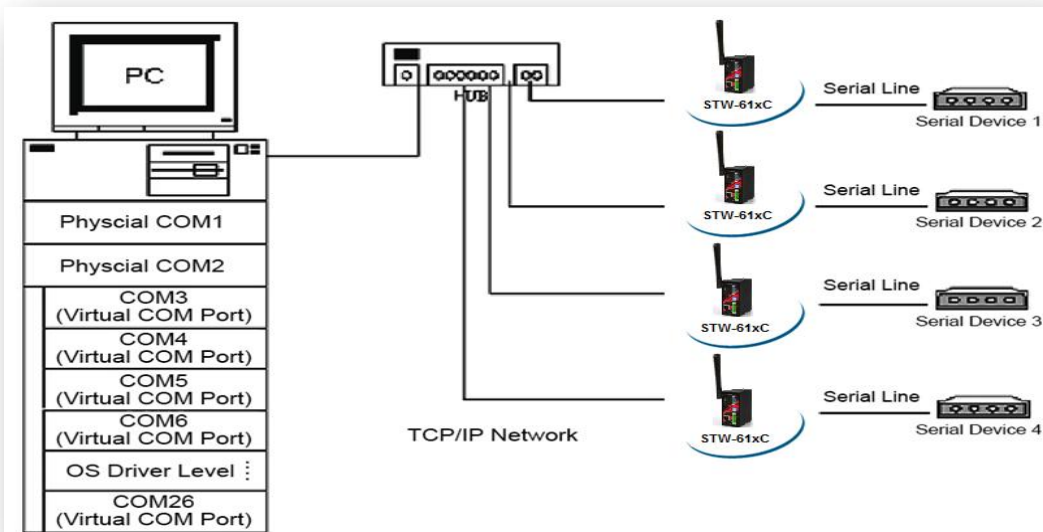 PC
Physcial COM1
Physcial COM2
COM3
(Virtual COM Port)
COM4
(Virtual COM Port)
COM5
(Virtual COM Port)
COM6
(Virtual COM Port)
OS Driver Level
COM26
(Virtual COM Port)
HUB
TCP/IP Network
STW-61xC
Serial Line
Serial Device 1
STW-61xC
Serial Line
Serial Device 2
STW-61xC
Serial Line
Serial Device 3
STW-61xC
Serial Line
Serial Device 4